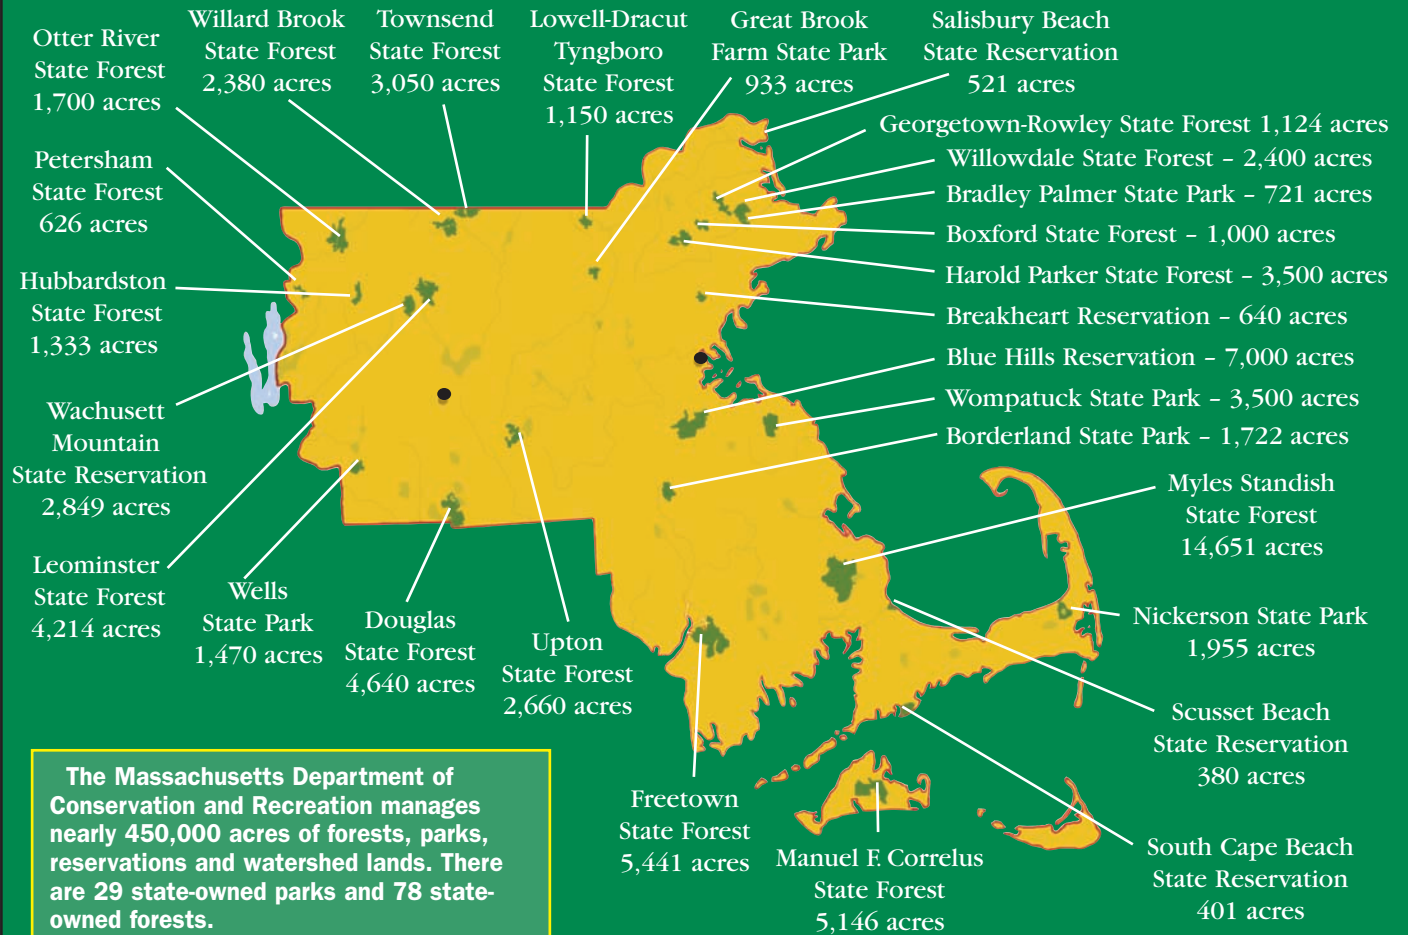 Otter River
State Forest
1,700 acres
Willard Brook
State Forest
2,380 acres
Townsend
State Forest
3,050 acres
Lowell-Dracut
Tyngboro
State Forest
1,150 acres
Great Brook
Farm State Park
933 acres
Salisbury Beach
State Reservation
521 acres
Georgetown-Rowley State Forest 1,124 acres
Willowdale State Forest – 2,400 acres
Bradley Palmer State Park – 721 acres
Boxford State Forest – 1,000 acres
Harold Parker State Forest – 3,500 acres
Breakheart Reservation – 640 acres
Blue Hills Reservation – 7,000 acres
Wompatuck State Park – 3,500 acres
Borderland State Park – 1,722 acres
Petersham
State Forest
626 acres
Hubbardston
State Forest
1,333 acres
Wachusett
Mountain
State Reservation
2,849 acres
Leominster
State Forest
4,214 acres
Wells
State Park
1,470 acres
Douglas
State Forest
4,640 acres
Upton
State Forest
2,660 acres
Myles Standish
State Forest
14,651 acres
Nickerson State Park
1,955 acres
Scusset Beach
State Reservation
380 acres
South Cape Beach
State Reservation
401 acres
Freetown
State Forest
5,441 acres
Manuel F. Correlus
State Forest
5,146 acres
The Massachusetts Department of
Conservation and Recreation manages
nearly 450,000 acres of forests, parks,
reservations and watershed lands. There
are 29 state-owned parks and 78 state-
owned forests.